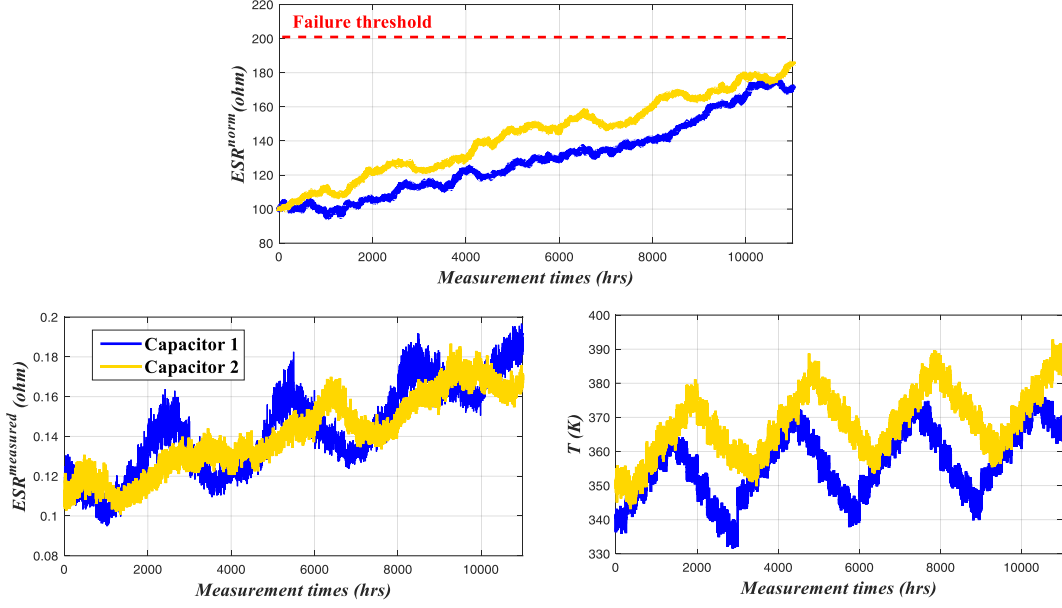 220
Failure threshold
200
180
160
140
120
100
80
ESR^norm (ohm)
0 2000 4000 6000 8000 10000
Measurement times (hrs)
0.2
0.18
0.16
0.14
0.12
0.1
0.08
ESR^measured (ohm)
Capacitor 1
Capacitor 2
0 2000 4000 6000 8000 10000
Measurement times (hrs)
400
390
380
370
360
350
340
330
T (K)
0 2000 4000 6000 8000 10000
Measurement times (hrs)